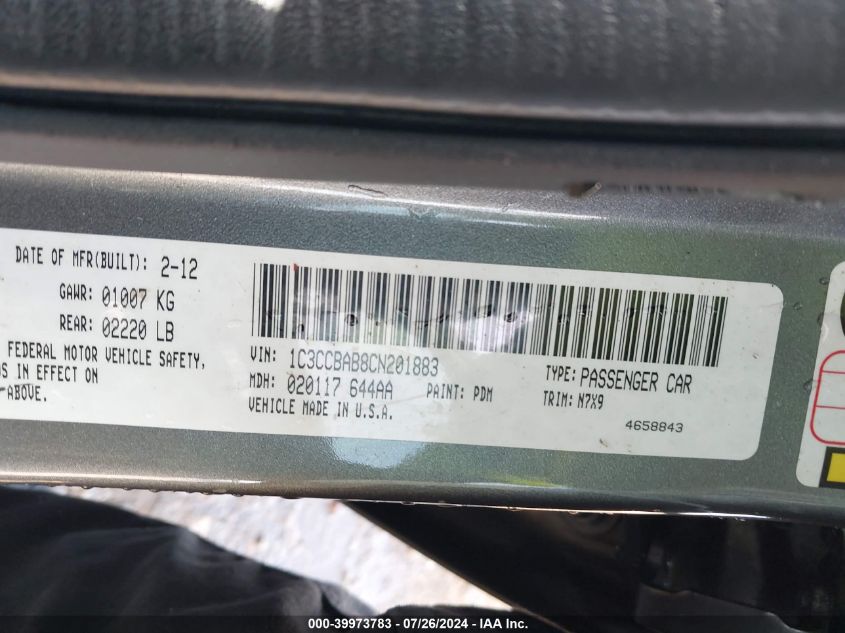 DATE OF MFR(BUILT): 2-12
GAWR: 01007 KG
REAR: 02220 LB
FEDERAL MOTOR VEHICLE SAFETY,
IN EFFECT ON
-ABOVE.
VIN: 1C3CCBAB8CN201883
MDH: 020117 644AA PAINT: PDM
VEHICLE MADE IN U.S.A.
TYPE: PASSENGER CAR
TRIM: N7X9
4658843
000-39973783 - 07/26/2024 - IAA Inc.